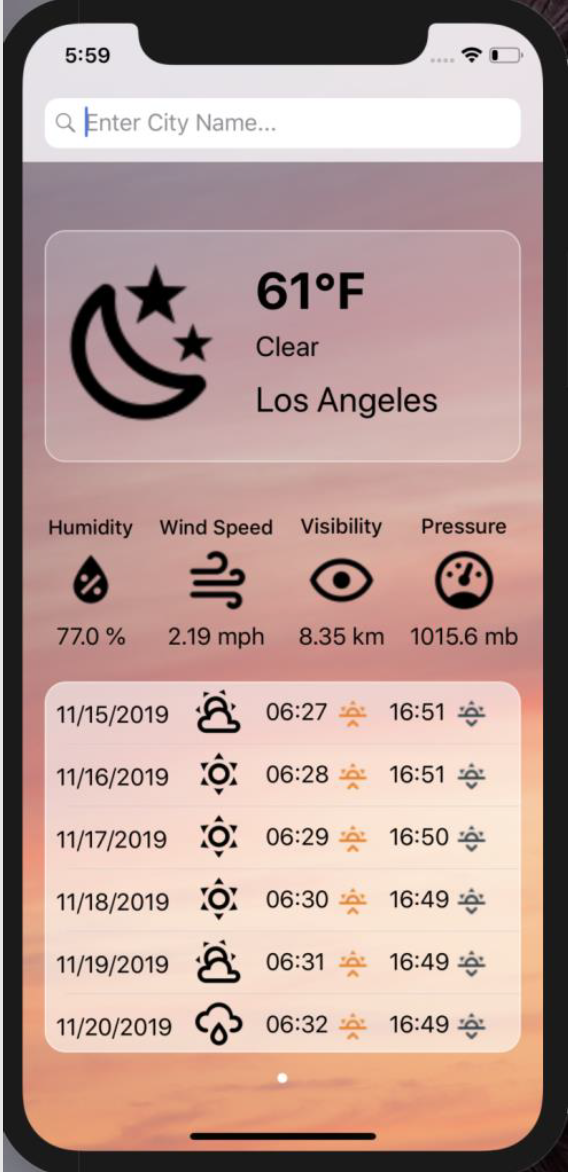 5:59
Enter City Name...
61°F
Clear
Los Angeles
Humidity Wind Speed Visibility Pressure
77.0 % 2.19 mph 8.35 km 1015.6 mb
11/15/2019 06:27 16:51
11/16/2019 06:28 16:51
11/17/2019 06:29 16:50
11/18/2019 06:30 16:49
11/19/2019 06:31 16:49
11/20/2019 06:32 16:49